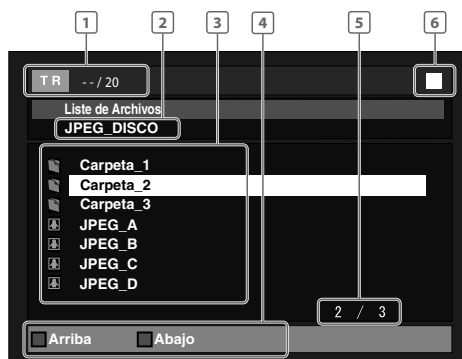 1 2 3 4 5 6
TR --/20
Liste de Archivos
JPEG_DISCO
Carpeta_1
Carpeta_2
Carpeta_3
JPEG_A
JPEG_B
JPEG_C
JPEG_D
2 / 3
Arriba Abajo